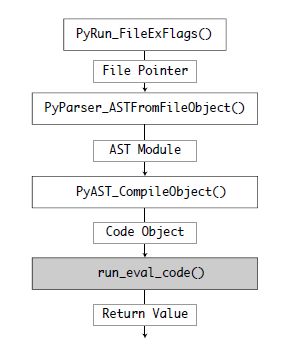 PyRun_FileExFlags()
File Pointer
PyParser_ASTFromFileObject()
AST Module
PyAST_CompileObject()
Code Object
run_eval_code()
Return Value